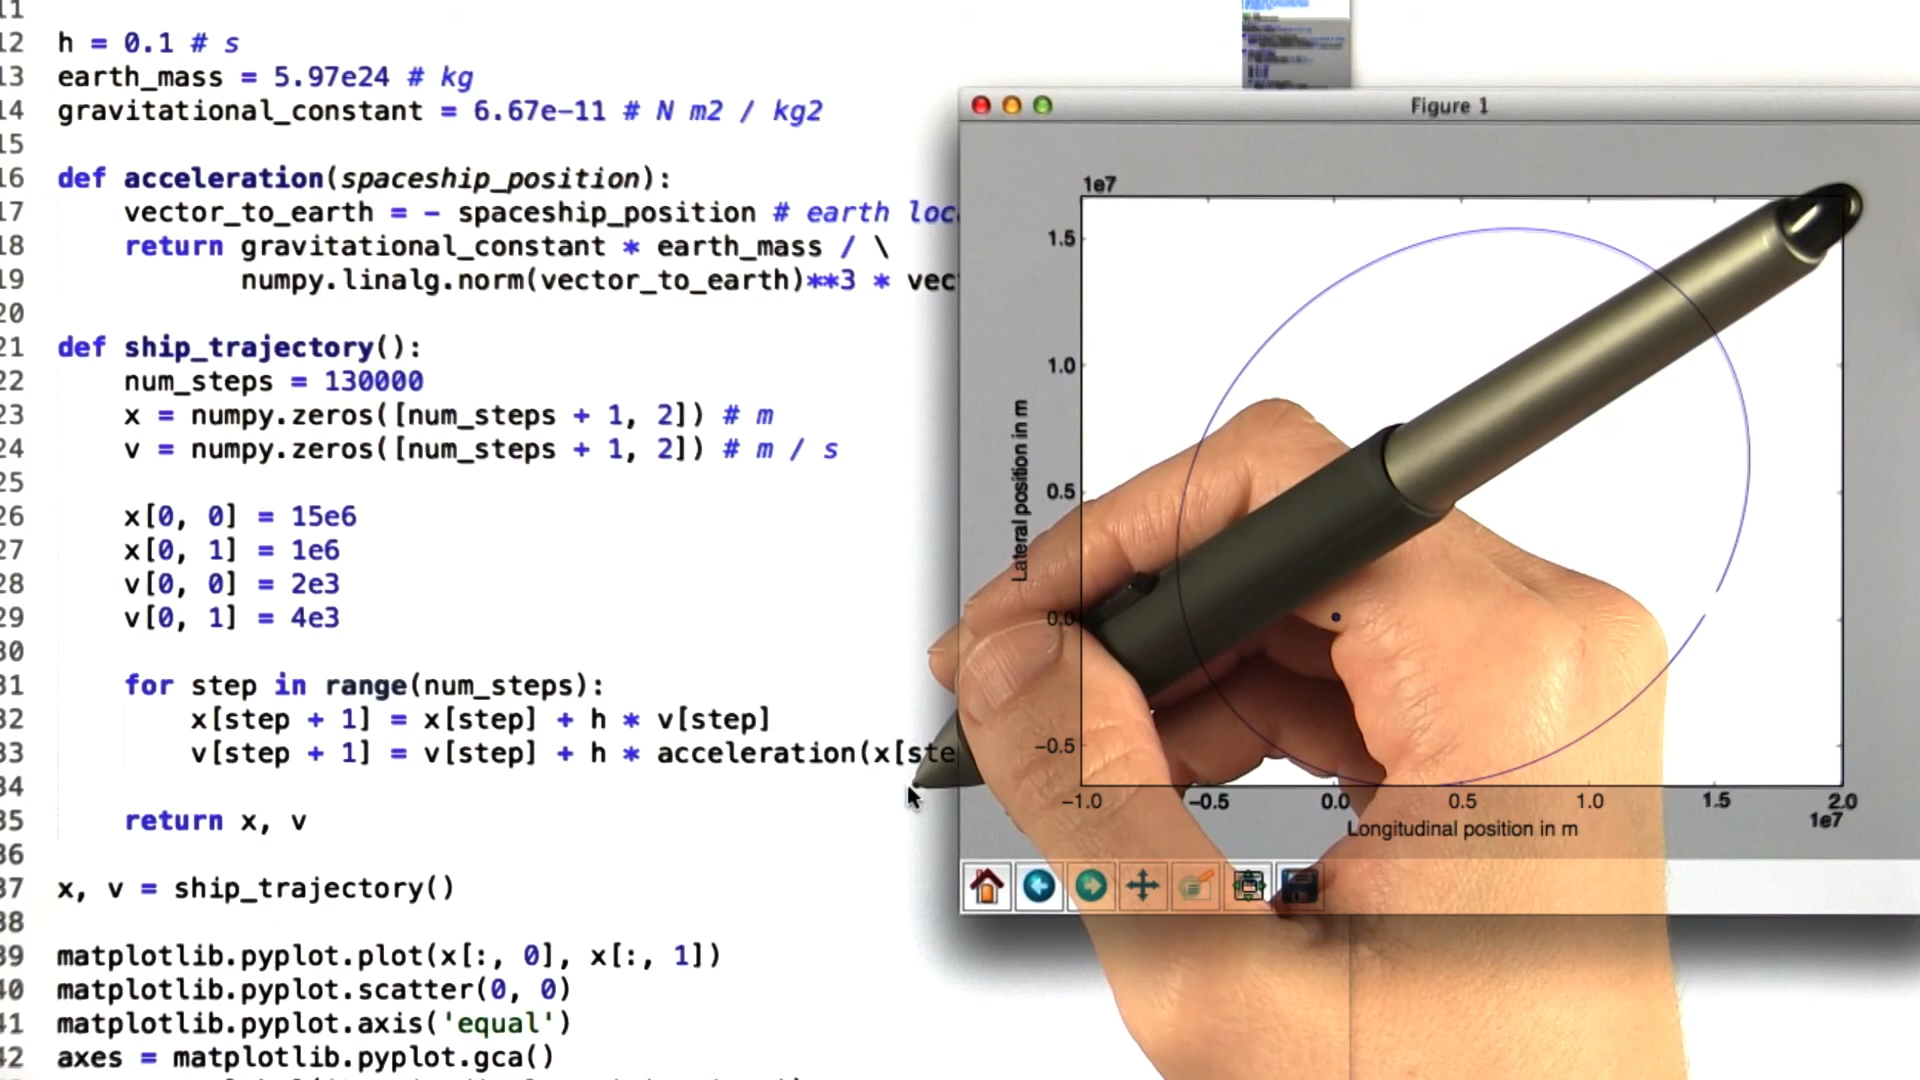 11
12 h = 0.1 # s
13 earth_mass = 5.97e24 # kg
14 gravitational_constant = 6.67e-11 # N m2 / kg2
15
16 def acceleration(spaceship_position):
17 vector_to_earth = - spaceship_position # earth loc
18 return gravitational_constant * earth_mass / \
19 numpy.linalg.norm(vector_to_earth)**3 * vec
20
21 def ship_trajectory():
22 num_steps = 130000
23 x = numpy.zeros([num_steps + 1, 2]) # m
24 v = numpy.zeros([num_steps + 1, 2]) # m / s
25
26 x[0, 0] = 15e6
27 x[0, 1] = 1e6
28 v[0, 0] = 2e3
29 v[0, 1] = 4e3
30
31 for step in range(num_steps):
32 x[step + 1] = x[step] + h * v[step]
33 v[step + 1] = v[step] + h * acceleration(x[ste
34
35 return x, v
36
37 x, v = ship_trajectory()
38
39 matplotlib.pyplot.plot(x[:, 0], x[:, 1])
40 matplotlib.pyplot.scatter(0, 0)
41 matplotlib.pyplot.axis('equal')
42 axes = matplotlib.pyplot.gca()
Figure 1
1e7
1.5
1.0
0.5
0.0
−0.5
Lateral position in m
−1.0 −0.5 0.0 0.5 1.0 1.5 2.0
Longitudinal position in m 1e7